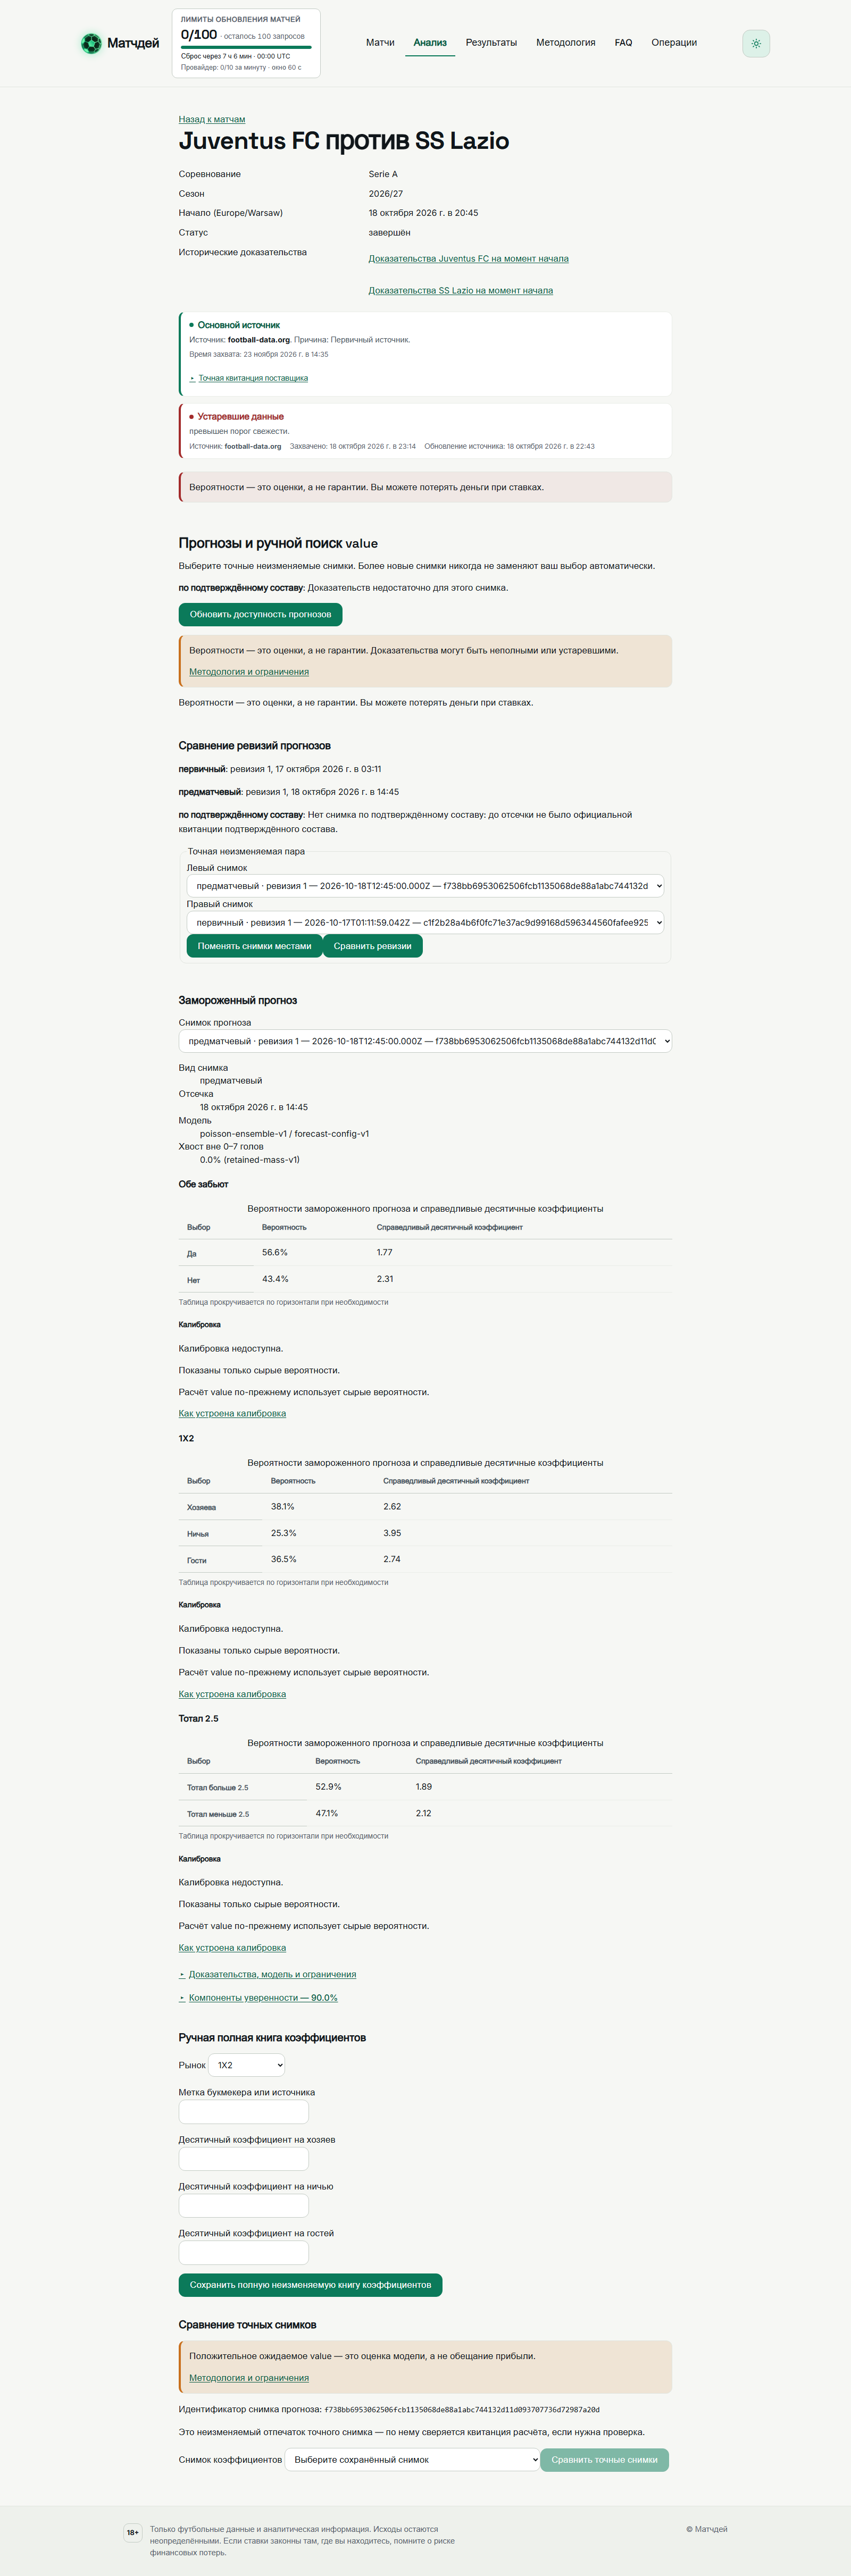 Матчдей
ЛИМИТЫ ОБНОВЛЕНИЯ МАТЧЕЙ
0/100 · осталось 100 запросов
Сброс через 7 ч 6 мин · 00:00 UTC
Провайдер: 0/10 за минуту · окно 60 с
Матчи Анализ Результаты Методология FAQ Операции
Назад к матчам
Juventus FC против SS Lazio
Соревнование Serie A
Сезон 2026/27
Начало (Europe/Warsaw) 18 октября 2026 г. в 20:45
Статус завершён
Исторические доказательства Доказательства Juventus FC на момент начала
Доказательства SS Lazio на момент начала
Основной источник
Источник: football-data.org. Причина: Первичный источник.
Время захвата: 23 ноября 2026 г. в 14:35
Точная квитанция поставщика
Устаревшие данные
превышен порог свежести.
Источник: football-data.org Захвачено: 18 октября 2026 г. в 23:14 Обновление источника: 18 октября 2026 г. в 22:43
Вероятности — это оценки, а не гарантии. Вы можете потерять деньги при ставках.
Прогнозы и ручной поиск value
Выберите точные неизменяемые снимки. Более новые снимки никогда не заменяют ваш выбор автоматически.
по подтверждённому составу: Доказательств недостаточно для этого снимка.
Обновить доступность прогнозов
Вероятности — это оценки, а не гарантии. Доказательства могут быть неполными или устаревшими.
Методология и ограничения
Вероятности — это оценки, а не гарантии. Вы можете потерять деньги при ставках.
Сравнение ревизий прогнозов
первичный: ревизия 1, 17 октября 2026 г. в 03:11
предматчевый: ревизия 1, 18 октября 2026 г. в 14:45
по подтверждённому составу: Нет снимка по подтверждённому составу: до отсечки не было официальной
квитанции подтверждённого состава.
Точная неизменяемая пара
Левый снимок
предматчевый · ревизия 1 — 2026-10-18T12:45:00.000Z — f738bb6953062506fcb1135068de88a1abc744132d
Правый снимок
первичный · ревизия 1 — 2026-10-17T01:11:59.042Z — c1f2b28a4b6f0fc71e37ac9d99168d596344560fafee925
Поменять снимки местами Сравнить ревизии
Замороженный прогноз
Снимок прогноза
предматчевый · ревизия 1 — 2026-10-18T12:45:00.000Z — f738bb6953062506fcb1135068de88a1abc744132d11d0
Вид снимка
предматчевый
Отсечка
18 октября 2026 г. в 14:45
Модель
poisson-ensemble-v1 / forecast-config-v1
Хвост вне 0–7 голов
0.0% (retained-mass-v1)
Обе забьют
Вероятности замороженного прогноза и справедливые десятичные коэффициенты
Выбор Вероятность Справедливый десятичный коэффициент
Да 56.6% 1.77
Нет 43.4% 2.31
Таблица прокручивается по горизонтали при необходимости
Калибровка
Калибровка недоступна.
Показаны только сырые вероятности.
Расчёт value по-прежнему использует сырые вероятности.
Как устроена калибровка
1X2
Вероятности замороженного прогноза и справедливые десятичные коэффициенты
Выбор Вероятность Справедливый десятичный коэффициент
Хозяева 38.1% 2.62
Ничья 25.3% 3.95
Гости 36.5% 2.74
Таблица прокручивается по горизонтали при необходимости
Калибровка
Калибровка недоступна.
Показаны только сырые вероятности.
Расчёт value по-прежнему использует сырые вероятности.
Как устроена калибровка
Тотал 2.5
Вероятности замороженного прогноза и справедливые десятичные коэффициенты
Выбор Вероятность Справедливый десятичный коэффициент
Тотал больше 2.5 52.9% 1.89
Тотал меньше 2.5 47.1% 2.12
Таблица прокручивается по горизонтали при необходимости
Калибровка
Калибровка недоступна.
Показаны только сырые вероятности.
Расчёт value по-прежнему использует сырые вероятности.
Как устроена калибровка
Доказательства, модель и ограничения
Компоненты уверенности — 90.0%
Ручная полная книга коэффициентов
Рынок 1X2
Метка букмекера или источника
Десятичный коэффициент на хозяев
Десятичный коэффициент на ничью
Десятичный коэффициент на гостей
Сохранить полную неизменяемую книгу коэффициентов
Сравнение точных снимков
Положительное ожидаемое value — это оценка модели, а не обещание прибыли.
Методология и ограничения
Идентификатор снимка прогноза: f738bb6953062506fcb1135068de88a1abc744132d11d093707736d72987a20d
Это неизменяемый отпечаток точного снимка — по нему сверяется квитанция расчёта, если нужна проверка.
Снимок коэффициентов Выберите сохранённый снимок Сравнить точные снимки
18+ Только футбольные данные и аналитическая информация. Исходы остаются
неопределёнными. Если ставки законны там, где вы находитесь, помните о риске
финансовых потерь.
© Матчдей